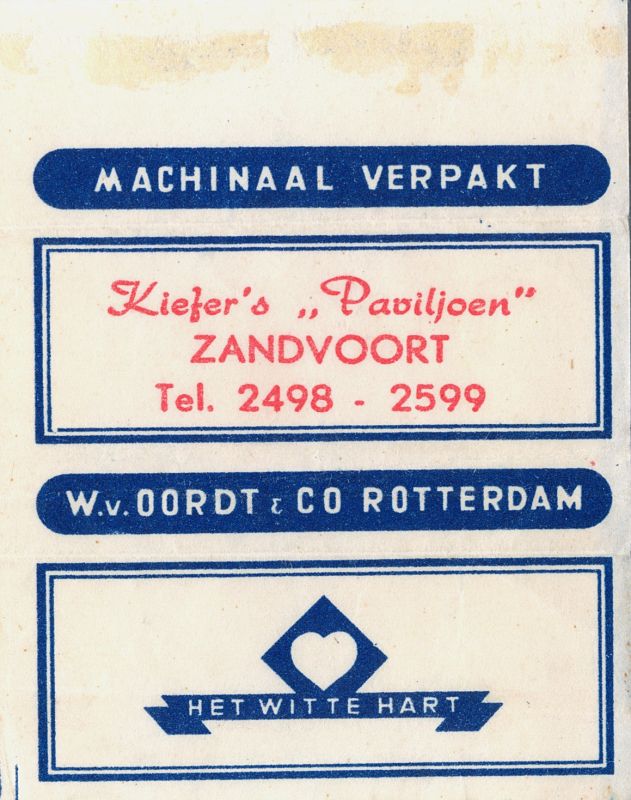 MACHINAAL VERPAKT
Kiefer's „Paviljoen"
ZANDVOORT
Tel. 2498 - 2599
W.v. OORDT & CO ROTTERDAM
HET WITTE HART